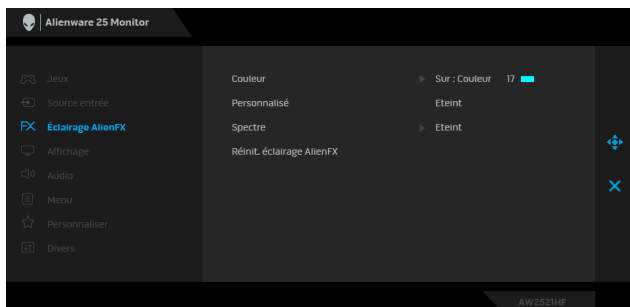 Alienware 25 Monitor
Jeux
Couleur Sur : Couleur 17
Source entrée
Personnalisé Eteint
FX Éclairage AlienFX
Spectre Eteint
Affichage
Réinit. éclairage AlienFX
Audio
Menu
Personnaliser
Divers
AW2521HF